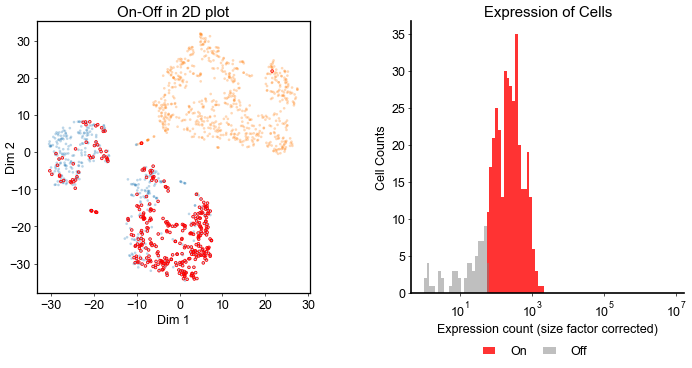 On-Off in 2D plot
30
20
10
0
−10
−20
−30
Dim 2
−30 −20 −10 0 10 20 30
Dim 1
Expression of Cells
35
30
25
20
15
10
5
0
Cell Counts
10^1 10^3 10^5 10^7
Expression count (size factor corrected)
On Off